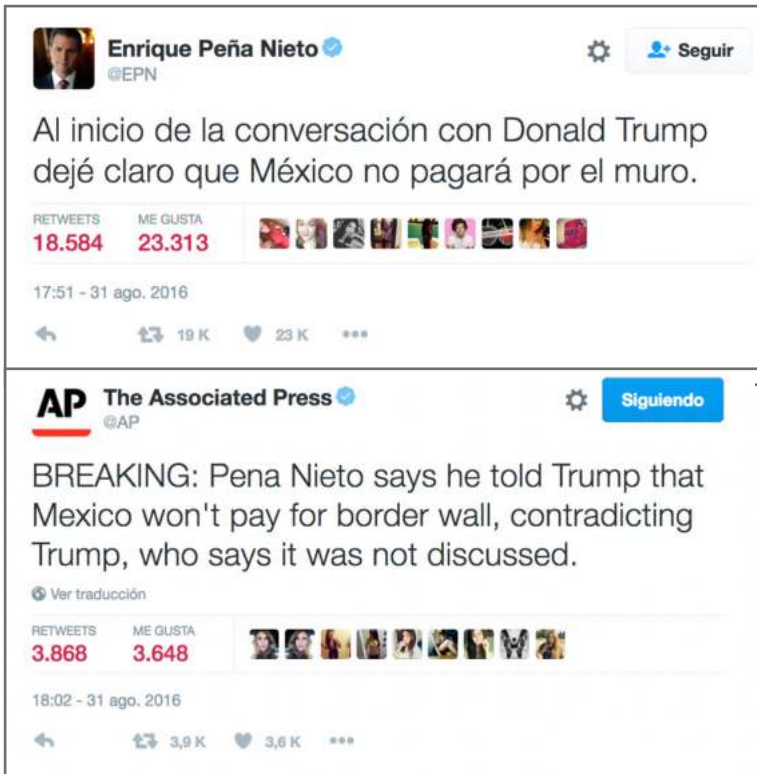 Enrique Peña Nieto
Seguir
@EPN
Al inicio de la conversación con Donald Trump
dejé claro que México no pagará por el muro.
RETWEETS ME GUSTA
18.584 23.313
17:51 - 31 ago. 2016
19 K 23 K
AP The Associated Press
Siguiendo
@AP
BREAKING: Pena Nieto says he told Trump that
Mexico won't pay for border wall, contradicting
Trump, who says it was not discussed.
Ver traducción
RETWEETS ME GUSTA
3.868 3.648
18:02 - 31 ago. 2016
3,9 K 3,6 K